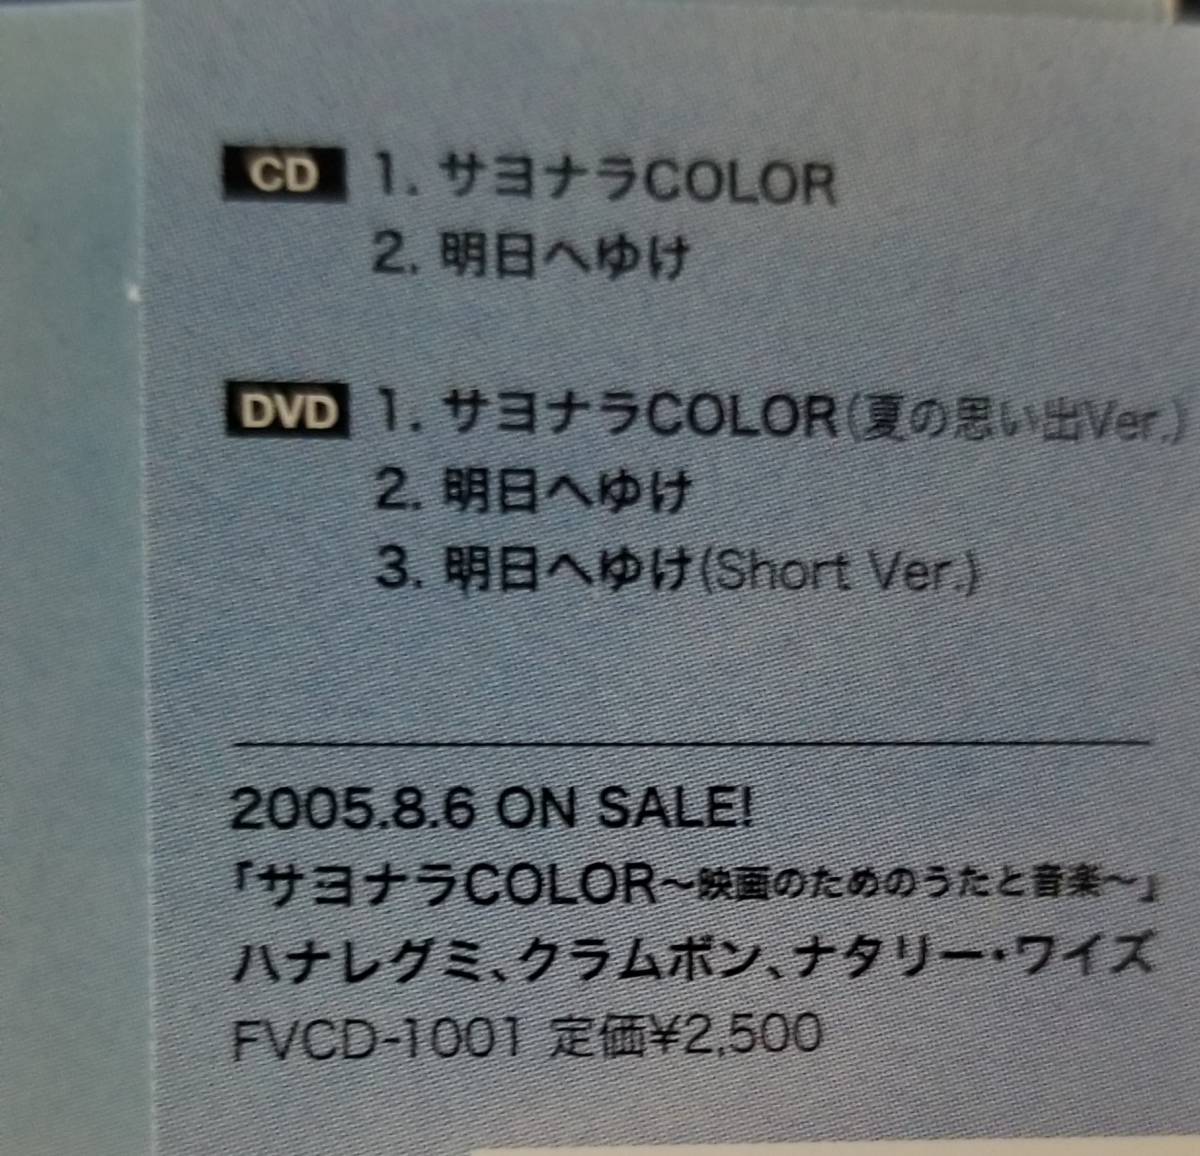 CD 1. サヨナラCOLOR
2. 明日へゆけ
DVD 1. サヨナラCOLOR(夏の思い出Ver.)
2. 明日へゆけ
3. 明日へゆけ(Short Ver.)
2005.8.6 ON SALE!
「サヨナラCOLOR～映画のためのうたと音楽～」
ハナレグミ、クラムボン、ナタリー・ワイズ
FVCD-1001 定価¥2,500